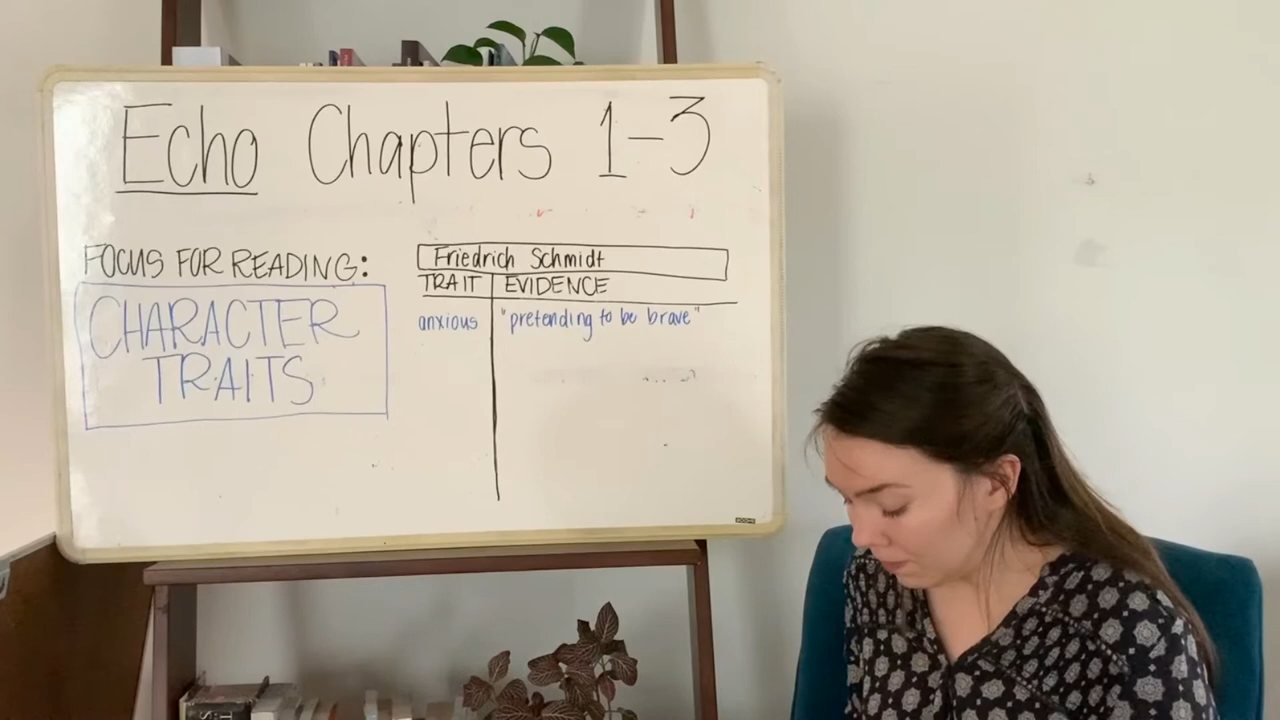 Echo Chapters 1-3
FOCUS FOR READING:
CHARACTER
TRAITS
Friedrich Schmidt
TRAIT EVIDENCE
anxious "pretending to be brave"